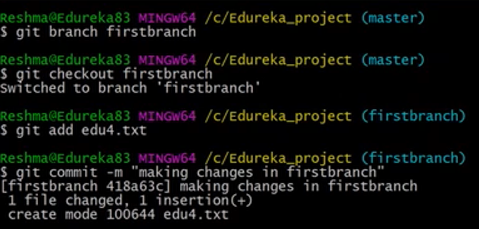 Reshma@Edureka83 MINGW64 /c/Edureka_project (master)
$ git branch firstbranch
Reshma@Edureka83 MINGW64 /c/Edureka_project (master)
$ git checkout firstbranch
Switched to branch 'firstbranch'
Reshma@Edureka83 MINGW64 /c/Edureka_project (firstbranch)
$ git add edu4.txt
Reshma@Edureka83 MINGW64 /c/Edureka_project (firstbranch)
$ git commit -m "making changes in firstbranch"
[firstbranch 418a63c] making changes in firstbranch
1 file changed, 1 insertion(+)
create mode 100644 edu4.txt